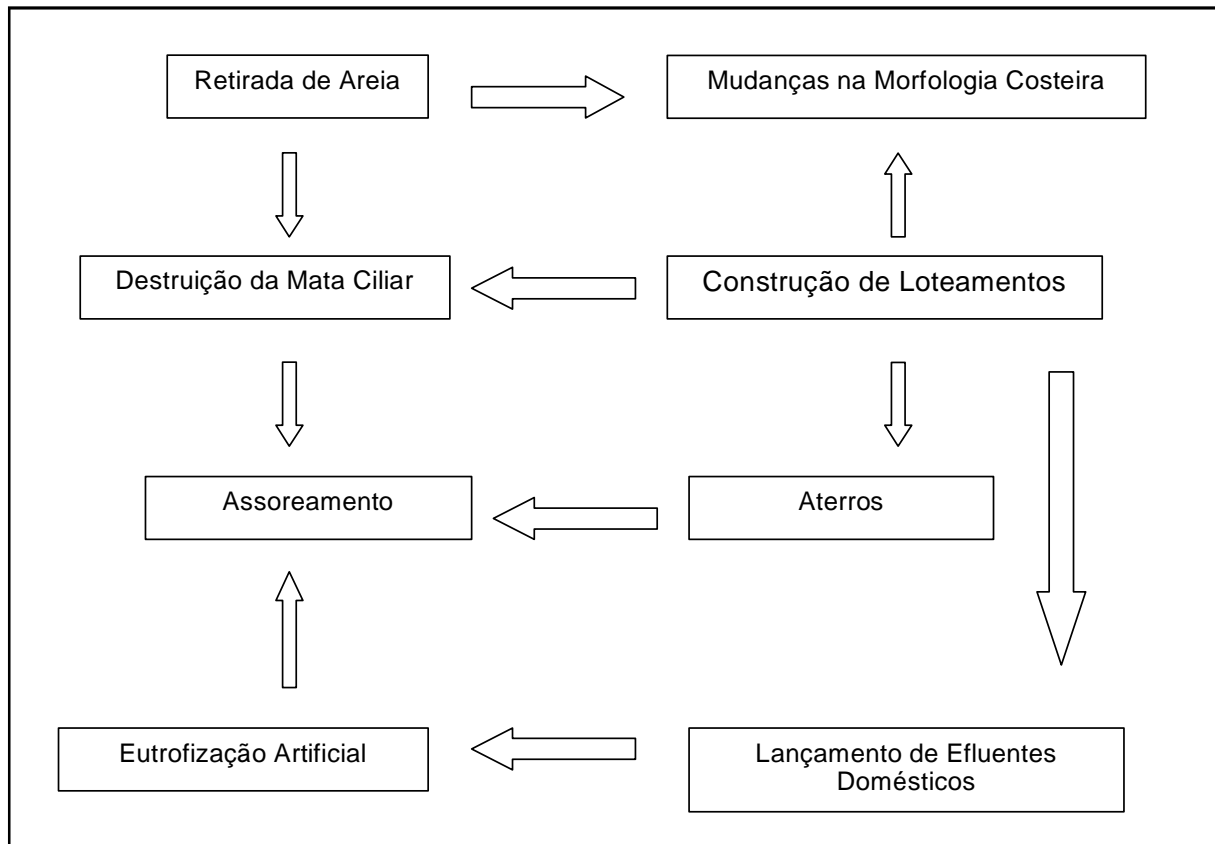 Retirada de Areia
Mudanças na Morfologia Costeira
Destruição da Mata Ciliar
Construção de Loteamentos
Assoreamento
Aterros
Eutrofização Artificial
Lançamento de Efluentes
Domésticos